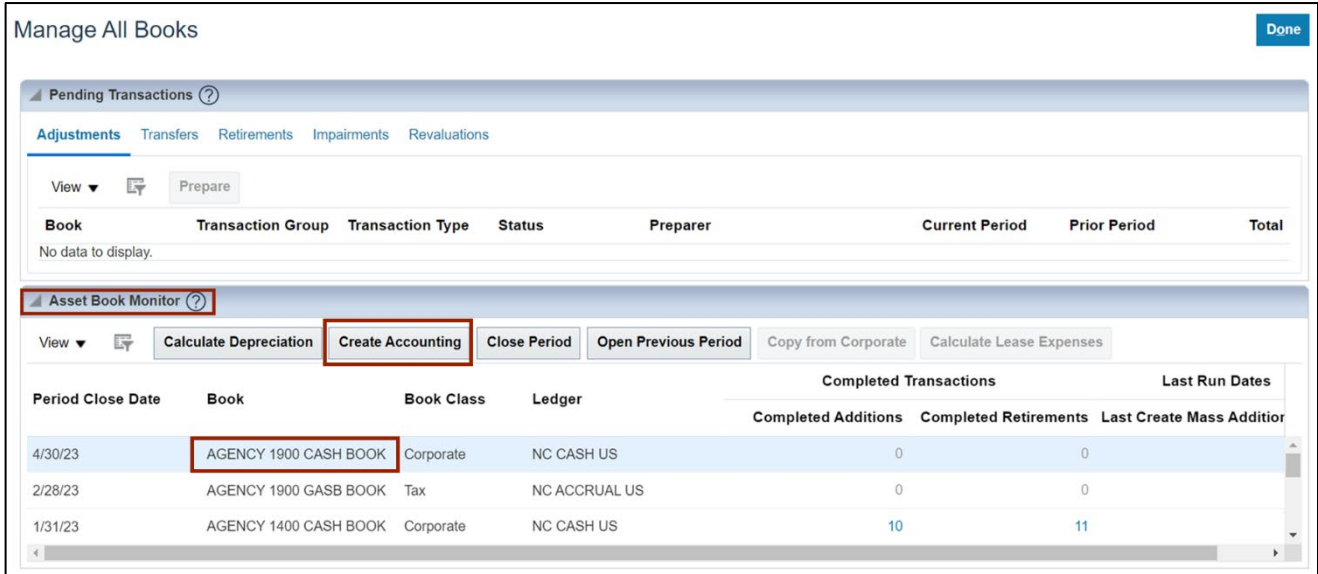 Manage All Books
Done
Pending Transactions ?
Adjustments Transfers Retirements Impairments Revaluations
View Prepare
Book Transaction Group Transaction Type Status Preparer Current Period Prior Period Total
No data to display.
Asset Book Monitor ?
View Calculate Depreciation Create Accounting Close Period Open Previous Period Copy from Corporate Calculate Lease Expenses
Completed Transactions Last Run Dates
Period Close Date Book Book Class Ledger
Completed Additions Completed Retirements Last Create Mass Addition
4/30/23 AGENCY 1900 CASH BOOK Corporate NC CASH US 0 0
2/28/23 AGENCY 1900 GASB BOOK Tax NC ACCRUAL US 0 0
1/31/23 AGENCY 1400 CASH BOOK Corporate NC CASH US 10 11